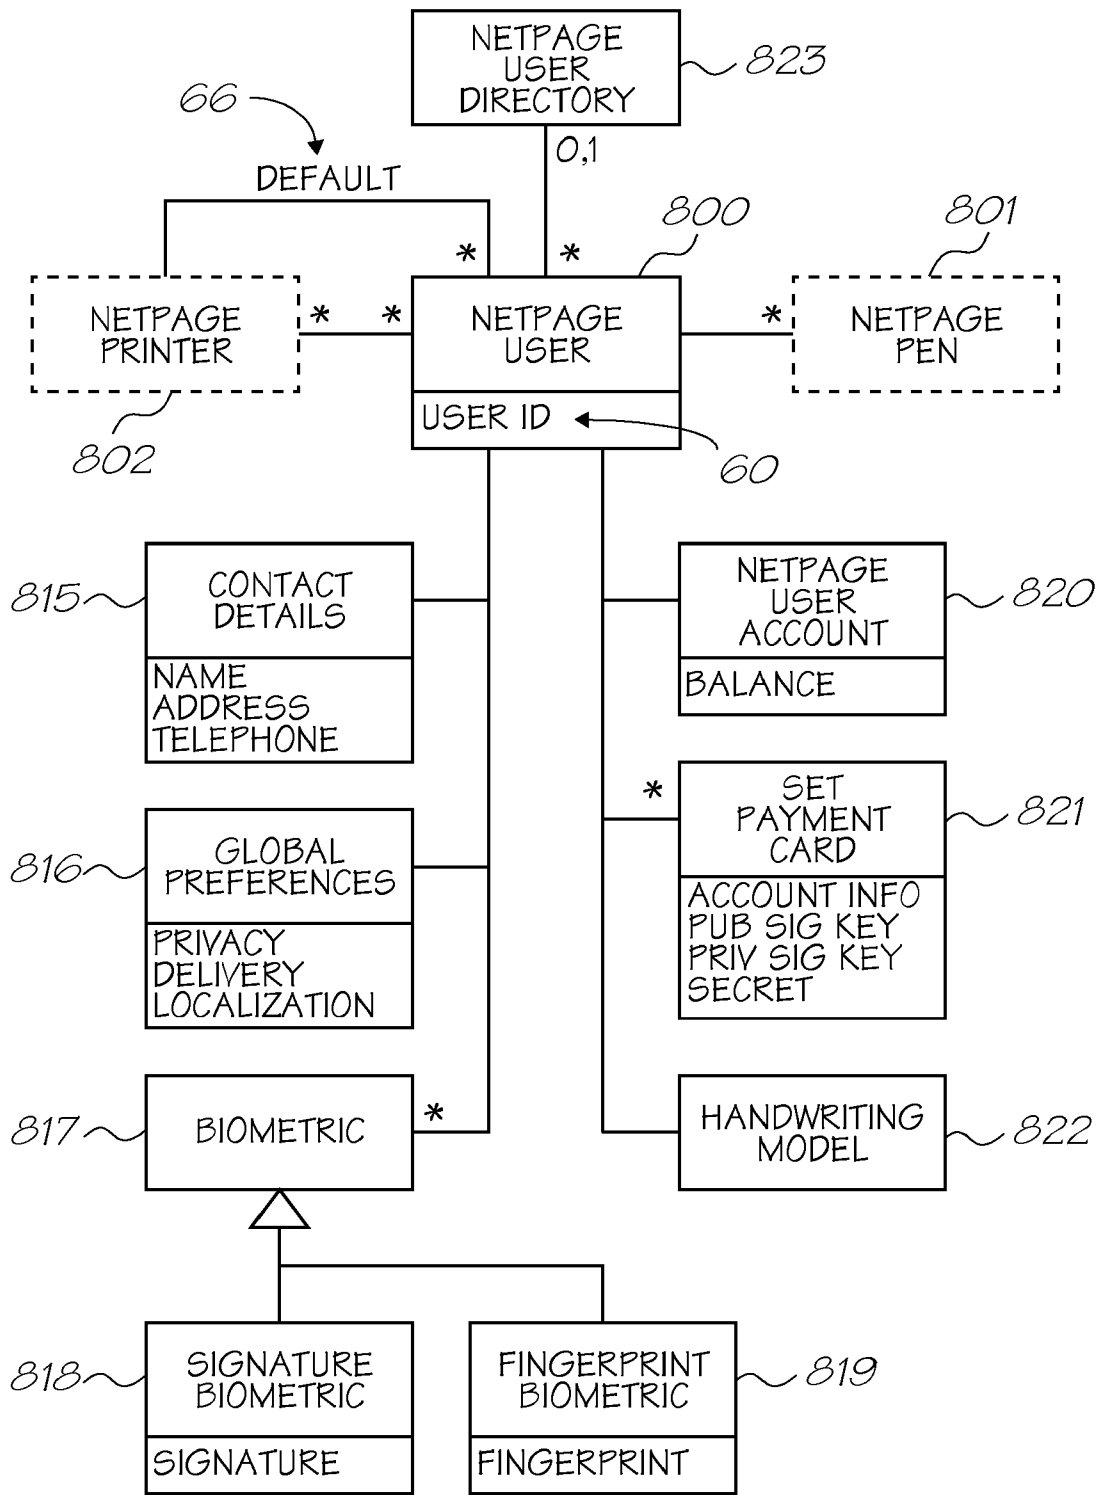 NETPAGE
USER
DIRECTORY
823
66
0,1
DEFAULT
800
801
*
*
NETPAGE
PRINTER
*
*
NETPAGE
USER
*
NETPAGE
PEN
802
USER ID
60
815
CONTACT
DETAILS
NETPAGE
USER
ACCOUNT
820
NAME
ADDRESS
TELEPHONE
BALANCE
816
GLOBAL
PREFERENCES
*
SET
PAYMENT
CARD
821
PRIVACY
DELIVERY
LOCALIZATION
ACCOUNT INFO
PUB SIG KEY
PRIV SIG KEY
SECRET
817
BIOMETRIC
*
HANDWRITING
MODEL
822
818
SIGNATURE
BIOMETRIC
FINGERPRINT
BIOMETRIC
819
SIGNATURE
FINGERPRINT